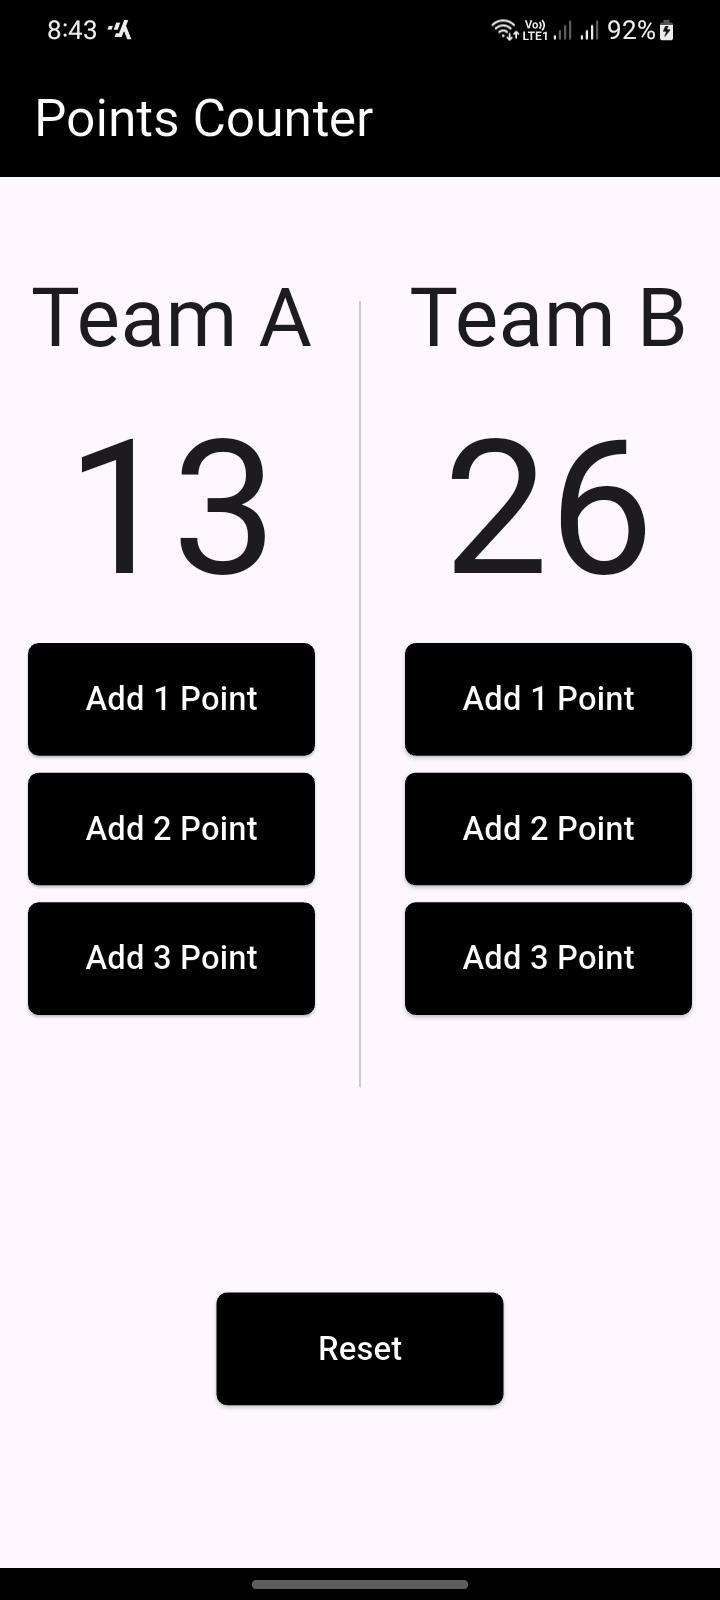 8:43 Vo)) LTE1 92%
Points Counter
Team A Team B
13 26
Add 1 Point Add 1 Point
Add 2 Point Add 2 Point
Add 3 Point Add 3 Point
Reset